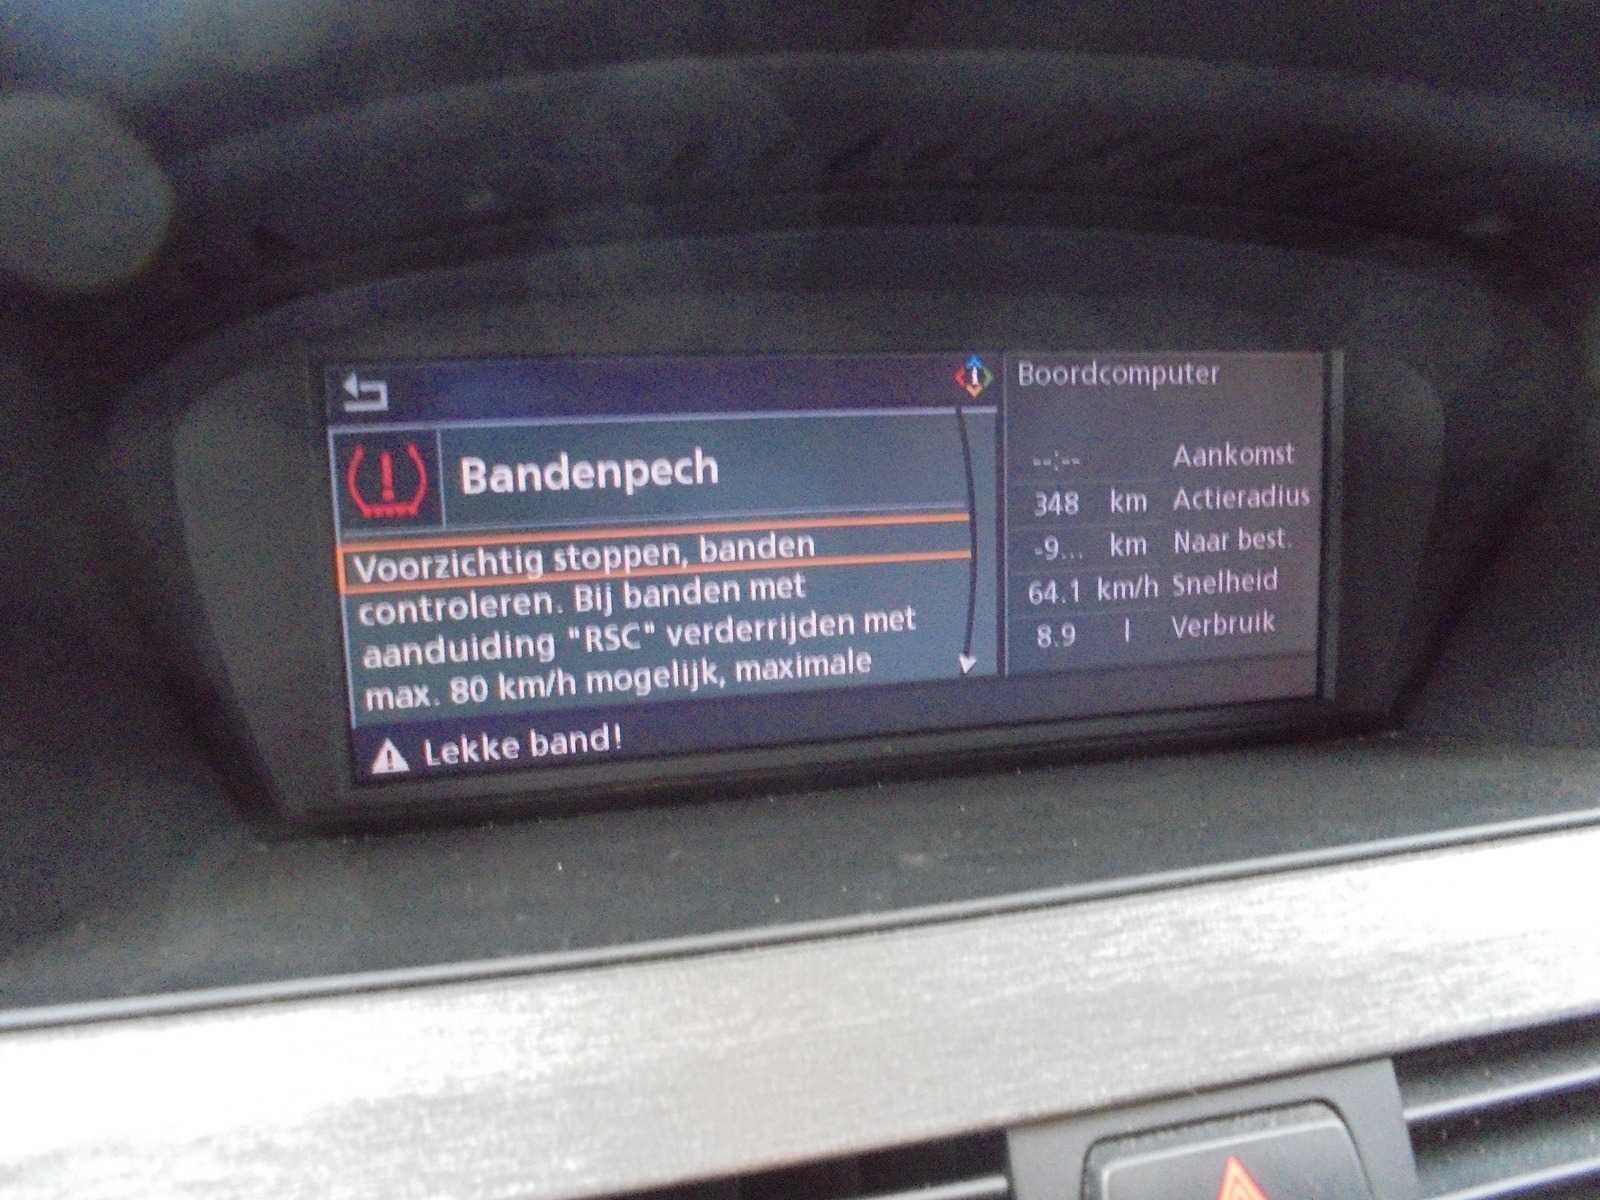 Bandenpech
Voorzichtig stoppen, banden
controleren. Bij banden met
aanduiding "RSC" verderrijden met
max. 80 km/h mogelijk, maximale
Lekke band!
Boordcomputer
--:-- Aankomst
348 km Actieradius
-9... km Naar best.
64.1 km/h Snelheid
8.9 l Verbruik